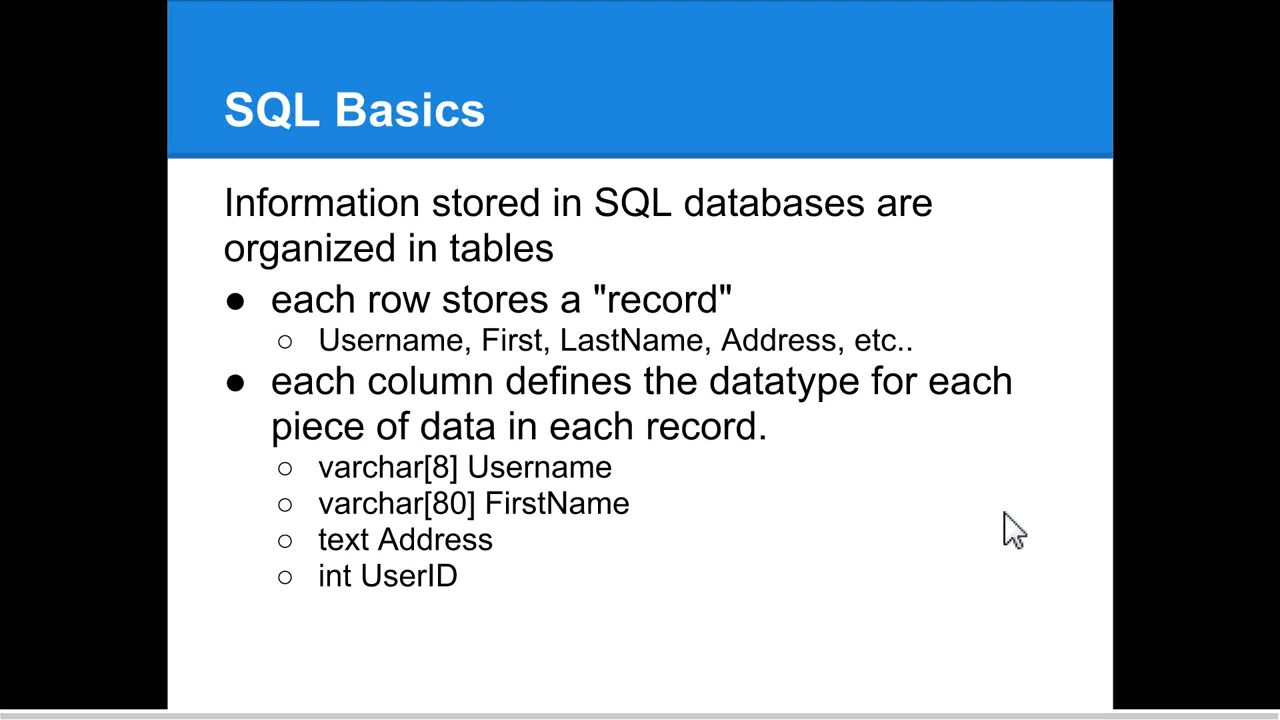 SQL Basics
Information stored in SQL databases are
organized in tables
● each row stores a "record"
○ Username, First, LastName, Address, etc..
● each column defines the datatype for each
piece of data in each record.
○ varchar[8] Username
○ varchar[80] FirstName
○ text Address
○ int UserID